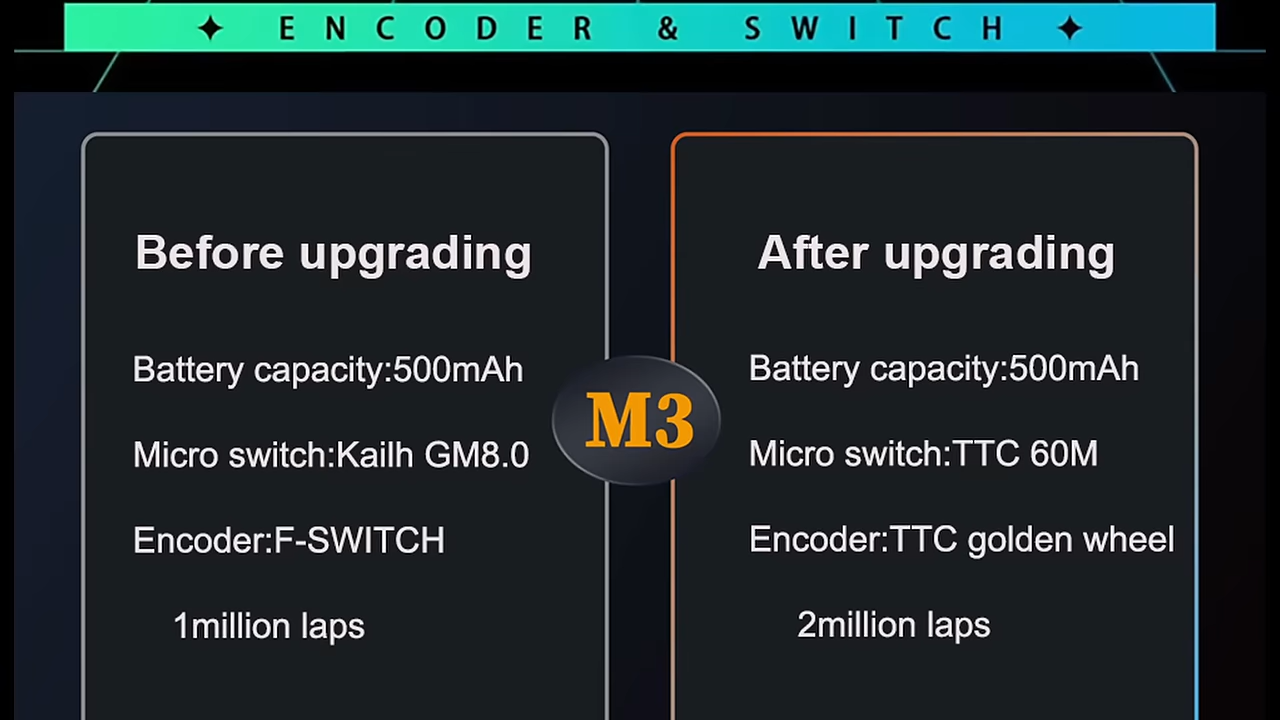 ✦ ENCODER & SWITCH ✦
Before upgrading
Battery capacity:500mAh
Micro switch:Kailh GM8.0
Encoder:F-SWITCH
1million laps
M3
After upgrading
Battery capacity:500mAh
Micro switch:TTC 60M
Encoder:TTC golden wheel
2million laps